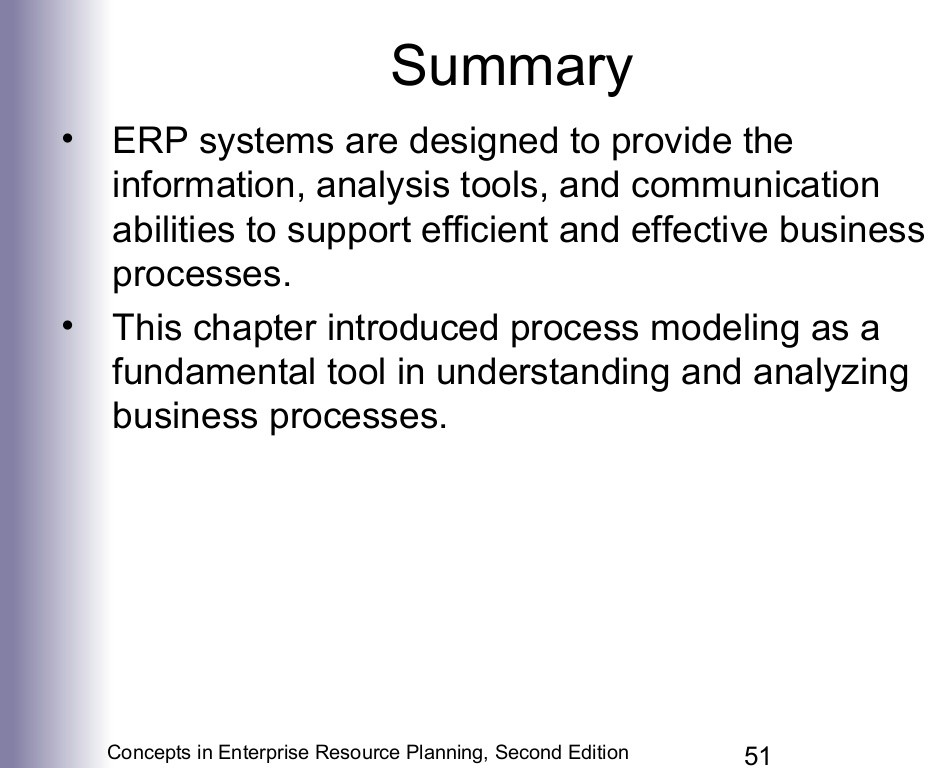 Summary
• ERP systems are designed to provide the
information, analysis tools, and communication
abilities to support efficient and effective business
processes.
• This chapter introduced process modeling as a
fundamental tool in understanding and analyzing
business processes.
Concepts in Enterprise Resource Planning, Second Edition 51